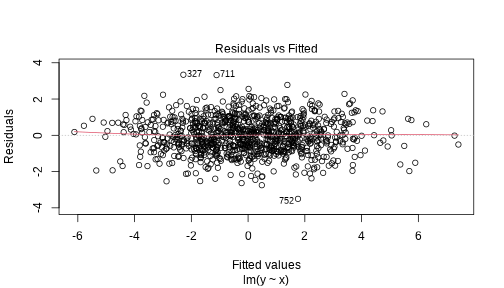 Residuals vs Fitted
Residuals
4
2
0
-2
-4
327
711
752
-6 -4 -2 0 2 4 6
Fitted values
lm(y ~ x)